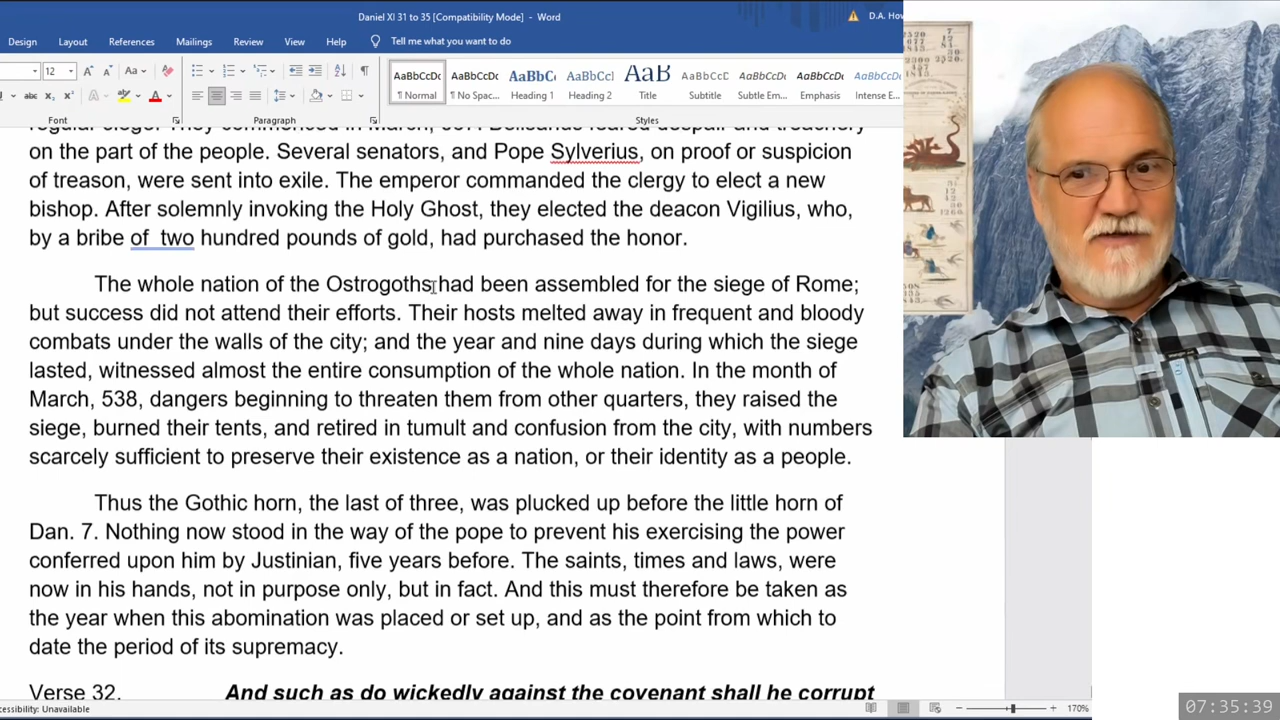 Daniel XI 31 to 35 [Compatibility Mode] - Word
D.A. How
Design Layout References Mailings Review View Help Tell me what you want to do
12 Aa
AaBbCcDc AaBbCcDc AaBbC AaBbCcl AaB AaBbCcD AaBbCcDt AaBbCcDt AaBbCcDt
¶ Normal ¶ No Spac... Heading 1 Heading 2 Title Subtitle Subtle Em... Emphasis Intense E...
Font Paragraph Styles
on the part of the people. Several senators, and Pope Sylverius, on proof or suspicion
of treason, were sent into exile. The emperor commanded the clergy to elect a new
bishop. After solemnly invoking the Holy Ghost, they elected the deacon Vigilius, who,
by a bribe of  two hundred pounds of gold, had purchased the honor.
The whole nation of the Ostrogoths had been assembled for the siege of Rome;
but success did not attend their efforts. Their hosts melted away in frequent and bloody
combats under the walls of the city; and the year and nine days during which the siege
lasted, witnessed almost the entire consumption of the whole nation. In the month of
March, 538, dangers beginning to threaten them from other quarters, they raised the
siege, burned their tents, and retired in tumult and confusion from the city, with numbers
scarcely sufficient to preserve their existence as a nation, or their identity as a people.
Thus the Gothic horn, the last of three, was plucked up before the little horn of
Dan. 7. Nothing now stood in the way of the pope to prevent his exercising the power
conferred upon him by Justinian, five years before. The saints, times and laws, were
now in his hands, not in purpose only, but in fact. And this must therefore be taken as
the year when this abomination was placed or set up, and as the point from which to
date the period of its supremacy.
Verse 32. And such as do wickedly against the covenant shall he corrupt
cessibility: Unavailable
170%
07:35:39